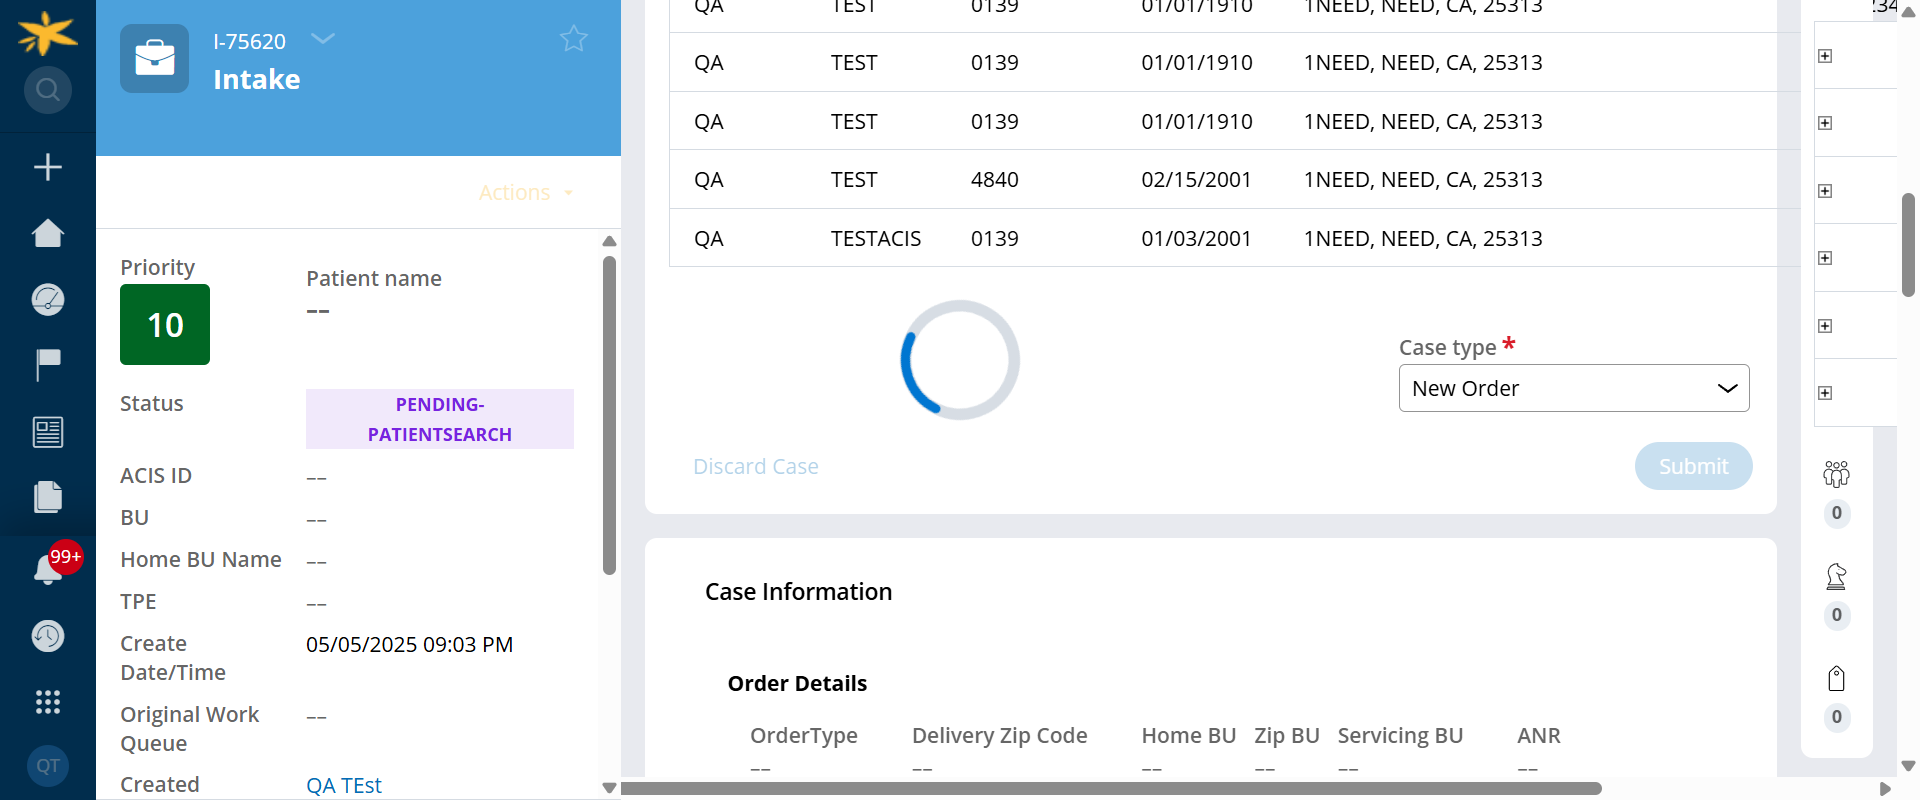 I-75620
Intake
Actions
Priority
10
Patient name
––
Status
PENDING-
PATIENTSEARCH
ACIS ID
––
BU
––
Home BU Name
––
TPE
––
Create
Date/Time
05/05/2025 09:03 PM
Original Work
Queue
––
Created
QA TEst
99+
QT
QA TEST 0139 01/01/1910 1NEED, NEED, CA, 25313
QA TEST 0139 01/01/1910 1NEED, NEED, CA, 25313
QA TEST 0139 01/01/1910 1NEED, NEED, CA, 25313
QA TEST 4840 02/15/2001 1NEED, NEED, CA, 25313
QA TESTACIS 0139 01/03/2001 1NEED, NEED, CA, 25313
Case type *
New Order
Discard Case
Submit
Case Information
Order Details
OrderType Delivery Zip Code Home BU Zip BU Servicing BU ANR
–– –– –– –– –– ––
0
0
0